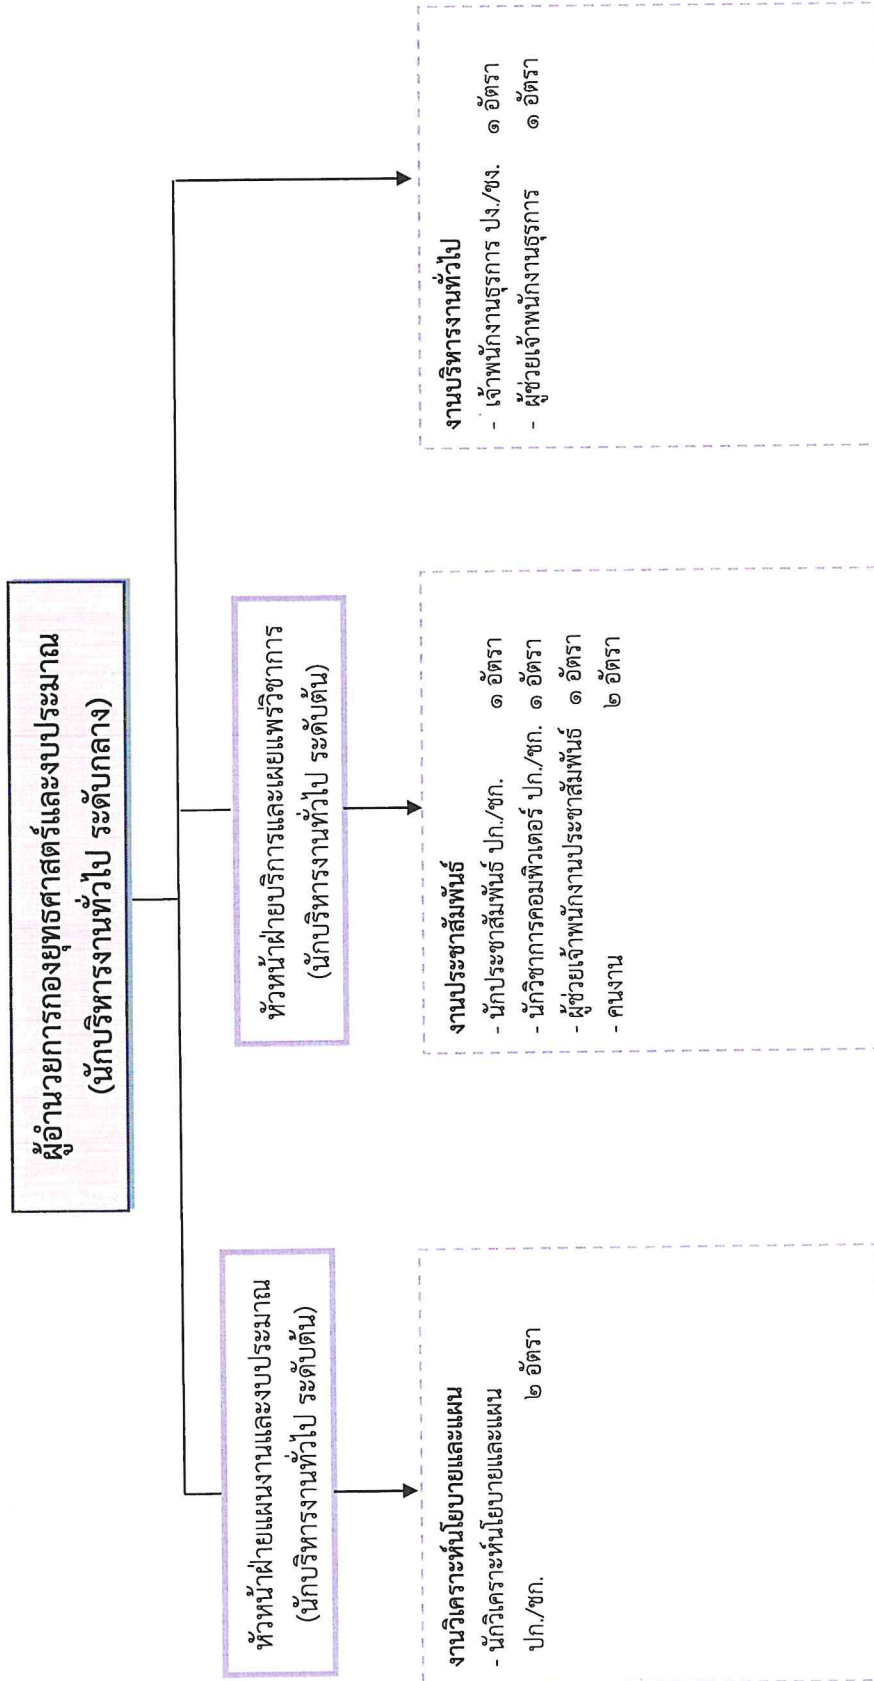 ผู้อำนวยการกองยุทธศาสตร์และงบประมาณ
(นักบริหารงานทั่วไป ระดับกลาง)
หัวหน้าฝ่ายแผนงานและงบประมาณ
(นักบริหารงานทั่วไป ระดับต้น)
หัวหน้าฝ่ายบริการและเผยแพร่วิชาการ
(นักบริหารงานทั่วไป ระดับต้น)
งานวิเคราะห์นโยบายและแผน
- นักวิเคราะห์นโยบายและแผน
ปก./ชก. ๒ อัตรา
งานประชาสัมพันธ์
- นักประชาสัมพันธ์ ปก./ชก. ๑ อัตรา
- นักวิชาการคอมพิวเตอร์ ปก./ชก. ๑ อัตรา
- ผู้ช่วยเจ้าพนักงานประชาสัมพันธ์ ๑ อัตรา
- คนงาน ๒ อัตรา
งานบริหารงานทั่วไป
- เจ้าพนักงานธุรการ ปง./ชง. ๑ อัตรา
- ผู้ช่วยเจ้าพนักงานธุรการ ๑ อัตรา